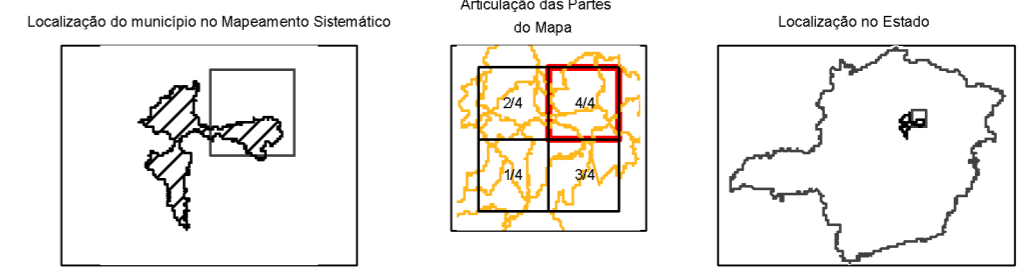 Localização do município no Mapeamento Sistemático
Articulação das Partes
do Mapa
Localização no Estado
2/4
4/4
1/4
3/4